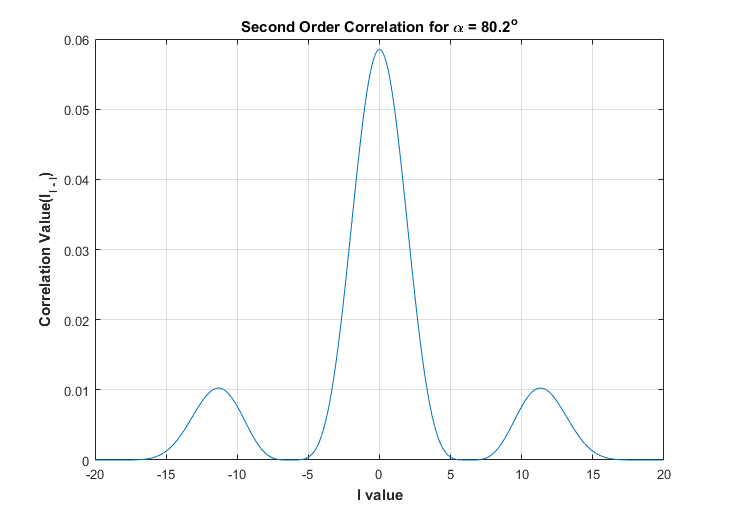 Second Order Correlation for α = 80.2°
Correlation Value(I_{l - l})
0.06
0.05
0.04
0.03
0.02
0.01
0
-20 -15 -10 -5 0 5 10 15 20
l value